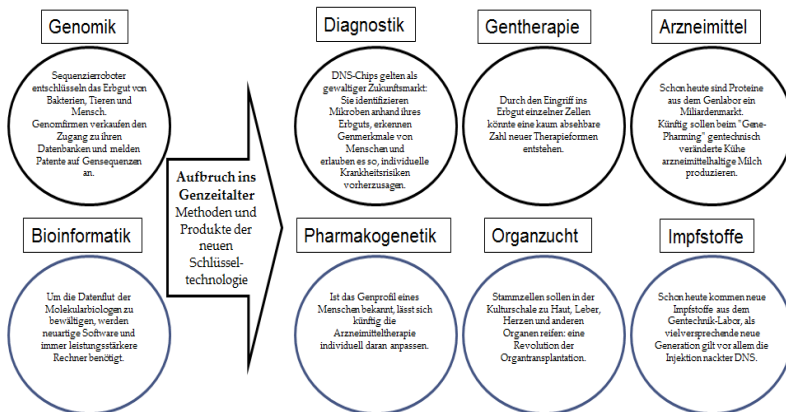 Genomik
Sequenzierroboter
entschlüsseln das Erbgut von
Bakterien, Tieren und
Mensch.
Genomfirmen verkaufen den
Zugang zu ihren
Datenbanken und melden
Patente auf Gensequenzen
an.
Bioinformatik
Um die Datenflut der
Molekularbiologen zu
bewältigen, werden
neuartige Software und
immer leistungsstärkere
Rechner benötigt.
Aufbruch ins
Genzeitalter
Methoden und
Produkte der
neuen
Schlüssel-
technologie
Diagnostik
DNS-Chips gelten als
gewaltiger Zukunftsmarkt:
Sie identifizieren
Mikroben anhand ihres
Erbguts, erkennen
Genmerkmale von
Menschen und
erlauben es so, individuelle
Krankheitsrisiken
vorherzusagen.
Gentherapie
Durch den Eingriff ins
Erbgut einzelner Zellen
könnte eine kaum absehbare
Zahl neuer Therapieformen
entstehen.
Arzneimittel
Schon heute sind Proteine
aus dem Genlabor ein
Miliardenmarkt.
Künftig sollen beim "Gene-
Pharming" gentechnisch
veränderte Kühe
arzneimittelhaltige Milch
produzieren.
Pharmakogenetik
Ist das Genprofil eines
Menschen bekannt, lässt sich
künftig die
Arzneimitteltherapie
individuell daran anpassen.
Organzucht
Stammzellen sollen in der
Kulturschale zu Haut, Leber,
Herzen und anderen
Organen reifen: eine
Revolution der
Organtransplantation.
Impfstoffe
Schon heute kommen neue
Impfstoffe aus dem
Gentechnik-Labor, als
vielversprechende neue
Generation gilt vor allem die
Injektion nackter DNS.